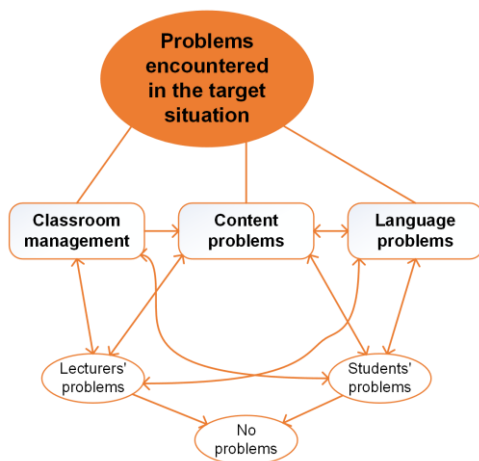 Problems
encountered
in the target
situation
Classroom
management
Content
problems
Language
problems
Lecturers'
problems
Students'
problems
No
problems